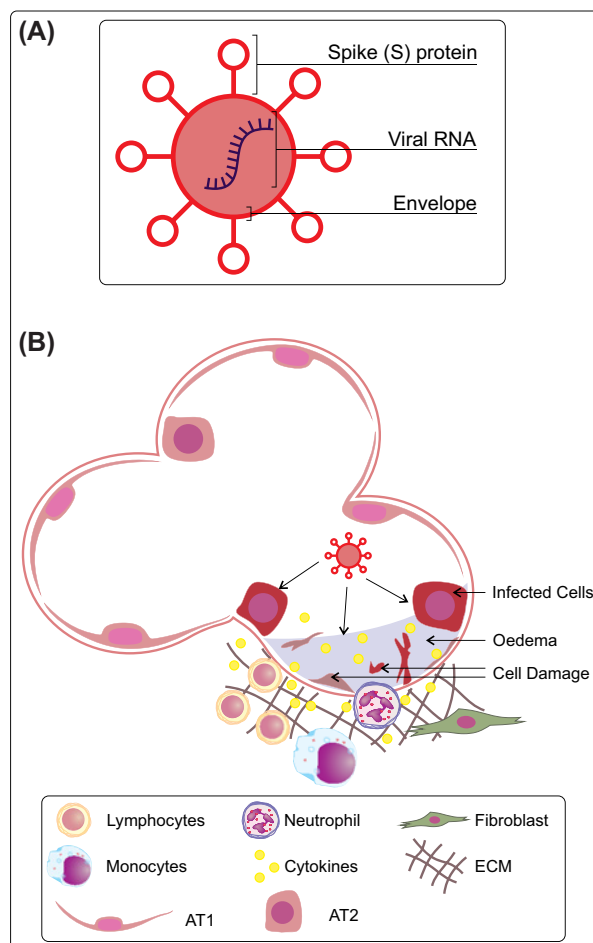 (A)
Spike (S) protein
Viral RNA
Envelope
(B)
Infected Cells
Oedema
Cell Damage
Lymphocytes
Neutrophil
Fibroblast
Monocytes
Cytokines
ECM
AT1
AT2